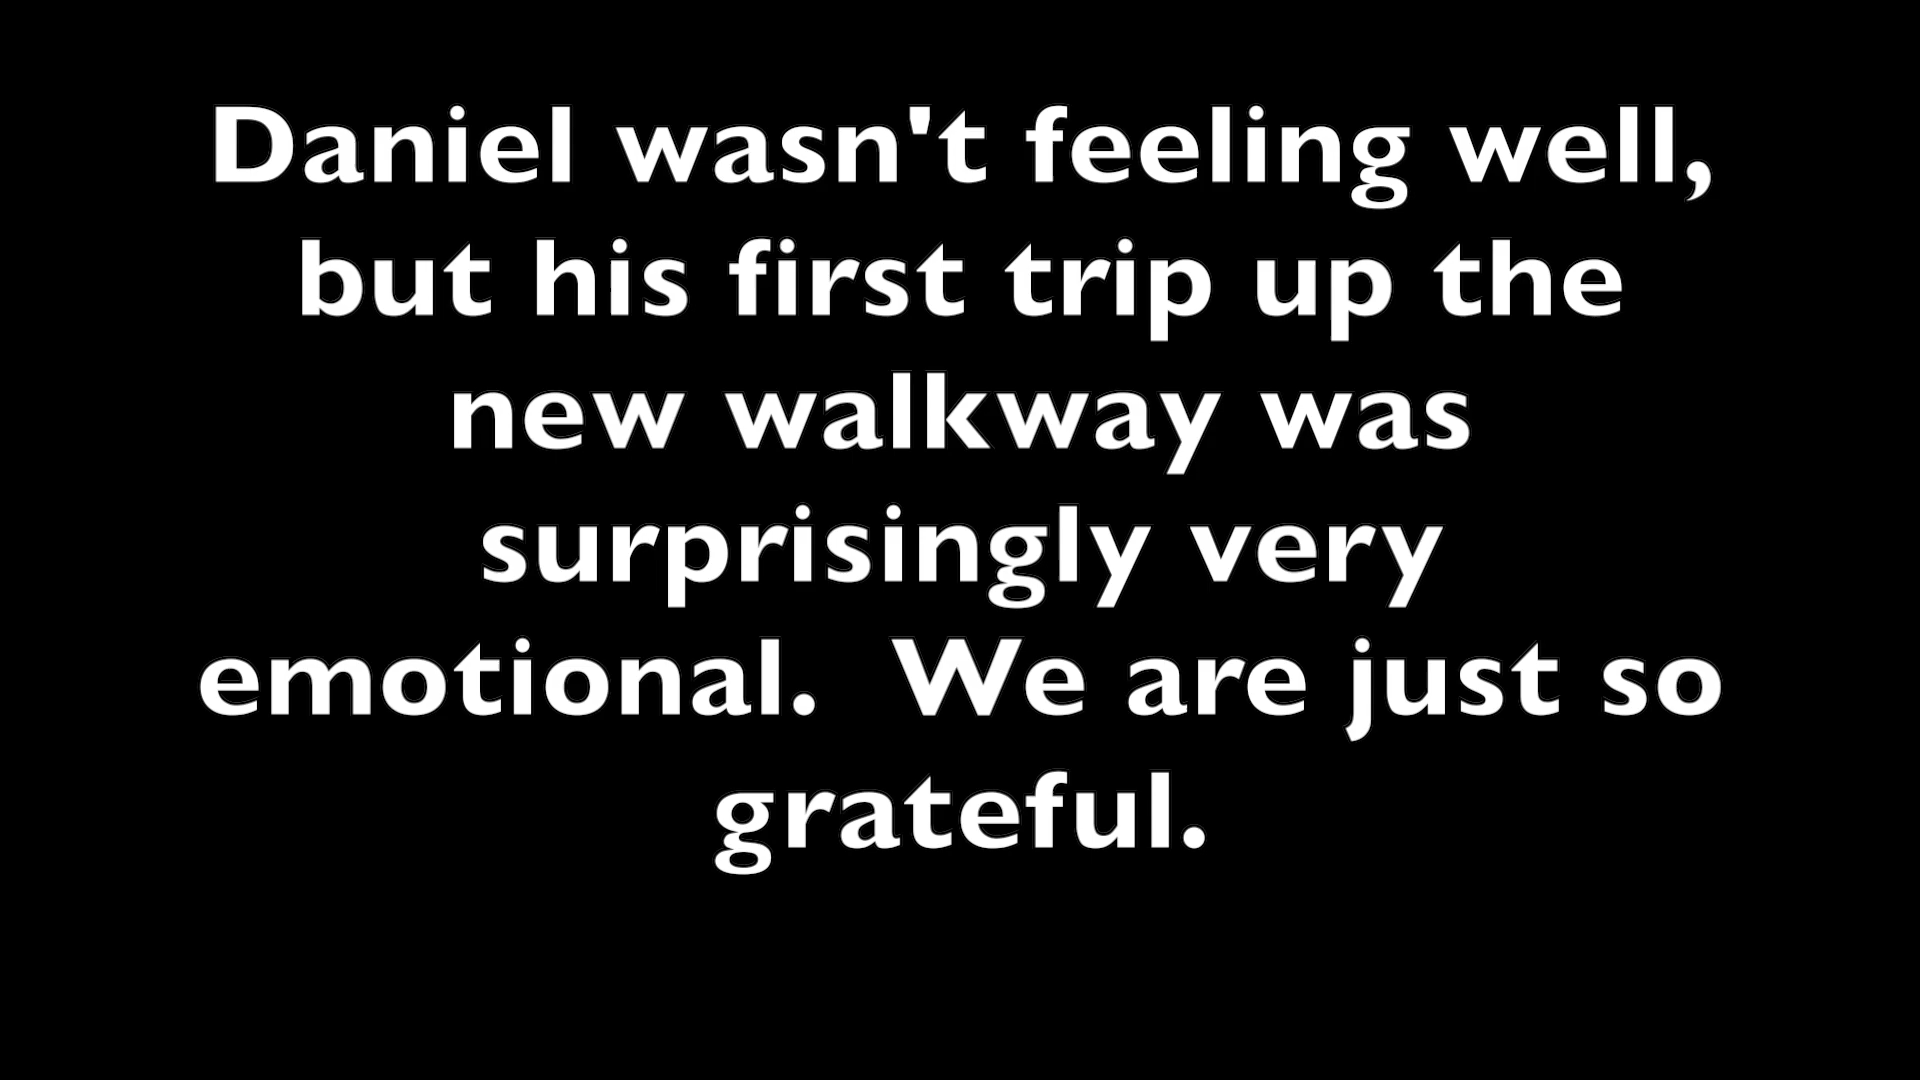 Daniel wasn't feeling well,
but his first trip up the
new walkway was
surprisingly very
emotional.  We are just so
grateful.